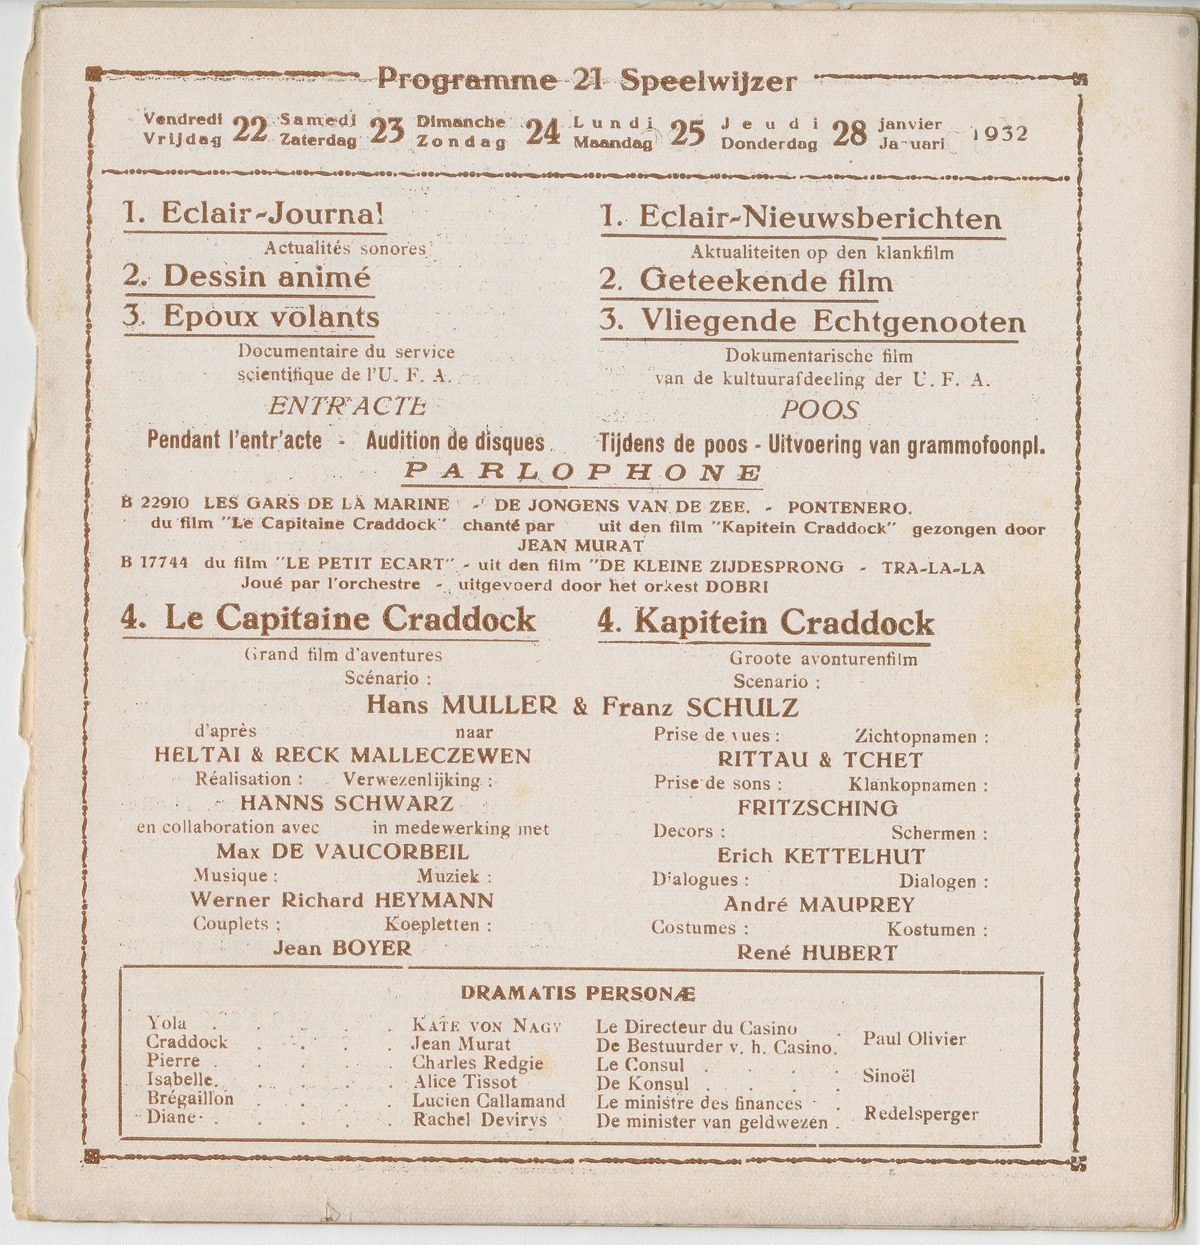 Programme 21 Speelwijzer
Vendredi 22 Samedi 23 Dimanche 24 Lundi 25 Jeudi 28 janvier 1932
Vrijdag Zaterdag Zondag Maandag Donderdag Januari
1. Eclair-Journal
Actualités sonores
2. Dessin animé
3. Epoux volants
Documentaire du service
scientifique de l'U. F. A.
ENTR'ACTE
Pendant l'entr'acte - Audition de disques
1. Eclair-Nieuwsberichten
Aktualiteiten op den klankfilm
2. Geteekende film
3. Vliegende Echtgenooten
Dokumentarische film
van de kultuurafdeeling der U. F. A.
POOS
Tijdens de poos - Uitvoering van grammofoonpl.
PARLOPHONE
B 22910 LES GARS DE LA MARINE - DE JONGENS VAN DE ZEE. - PONTENERO.
du film "Le Capitaine Craddock" chanté par uit den film "Kapitein Craddock" gezongen door
JEAN MURAT
B 17744 du film "LE PETIT ECART" - uit den film "DE KLEINE ZIJDESPRONG - TRA-LA-LA
Joué par l'orchestre - uitgevoerd door het orkest DOBRI
4. Le Capitaine Craddock 4. Kapitein Craddock
Grand film d'aventures Groote avonturenfilm
Scénario : Scenario :
Hans MULLER & Franz SCHULZ
d'après naar
HELTAI & RECK MALLECZEWEN
Réalisation : Verwezenlijking :
HANNS SCHWARZ
en collaboration avec in medewerking met
Max DE VAUCORBEIL
Musique : Muziek :
Werner Richard HEYMANN
Couplets : Koepletten :
Jean BOYER
Prise de vues : Zichtopnamen :
RITTAU & TCHET
Prise de sons : Klankopnamen :
FRITZSCHING
Decors : Schermen :
Erich KETTELHUT
Dialogues : Dialogen :
André MAUPREY
Costumes : Kostumen :
René HUBERT
DRAMATIS PERSONÆ
Yola . . . . . KATE VON NAGY
Craddock . . . . Jean Murat
Pierre . . . . . Charles Redgie
Isabelle. . . . . Alice Tissot
Brégaillon . . . . Lucien Callamand
Diane . . . . . Rachel Devirys
Le Directeur du Casino .
De Bestuurder v. h. Casino. Paul Olivier
Le Consul . . . .
De Konsul . . . . Sinoël
Le ministre des finances .
De minister van geldwezen . Redelsperger